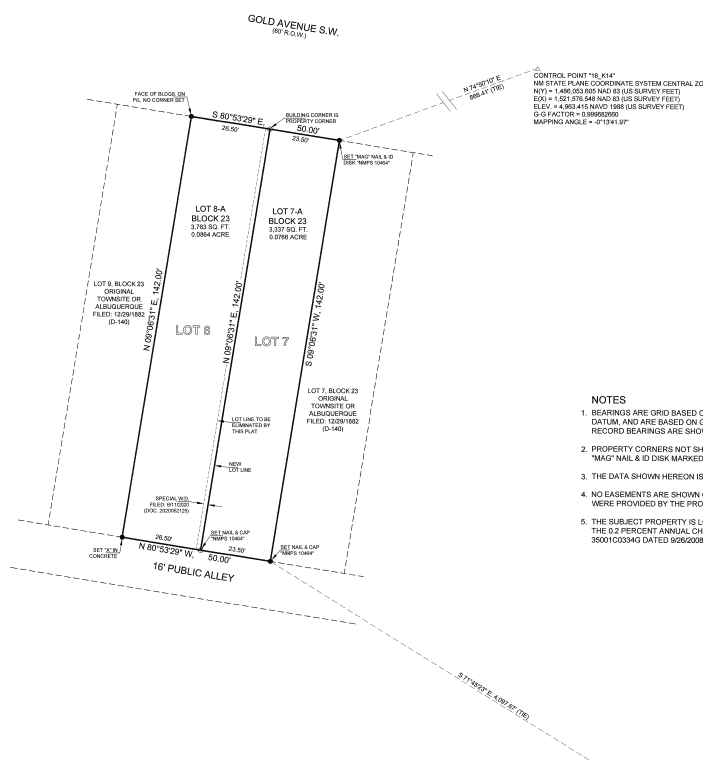 GOLD AVENUE S.W.
(60' R.O.W.)
N 74°50'10" E
665.41' (TIE)
CONTROL POINT "18_K14"
NM STATE PLANE COORDINATE SYSTEM CENTRAL ZO
N(Y) = 1,486,053.605 NAD 83 (US SURVEY FEET)
E(X) = 1,521,576.546 NAD 83 (US SURVEY FEET)
ELEV. = 4,963.415 NAVD 1988 (US SURVEY FEET)
G-G FACTOR = 0.999682660
MAPPING ANGLE = -0°13'41.97"
FACE OF BLDGS. ON
P/L, NO CORNER SET
S 80°53'29" E,
50.00'
26.50'
23.50'
BUILDING CORNER IS
PROPERTY CORNER
SET "MAG" NAIL & ID
DISK "NMPS 10464"
LOT 8-A
BLOCK 23
3,763 SQ. FT.
0.0864 ACRE
LOT 7-A
BLOCK 23
3,337 SQ. FT.
0.0766 ACRE
LOT 9, BLOCK 23
ORIGINAL
TOWNSITE OR
ALBUQUERQUE
FILED: 12/29/1882
(D-140)
N 09°06'31" E, 142.00'
N 09°06'31" E, 142.00'
S 09°06'31" W, 142.00'
LOT 8
LOT 7
LOT 7, BLOCK 23
ORIGINAL
TOWNSITE OR
ALBUQUERQUE
FILED: 12/29/1882
(D-140)
LOT LINE TO BE
ELIMINATED BY
THIS PLAT
NEW
LOT LINE
SPECIAL W.D.
FILED: 6/11/2020
(DOC. 2020052125)
SET NAIL & CAP
"NMPS 10464"
SET NAIL & CAP
"NMPS 10464"
SET "X" IN
CONCRETE
26.50'
23.50'
N 80°53'29" W,
50.00'
16' PUBLIC ALLEY
S 71°45'23" E, 4,097.67' (TIE)
NOTES
1. BEARINGS ARE GRID BASED O
DATUM, AND ARE BASED ON G
RECORD BEARINGS ARE SHOW
2. PROPERTY CORNERS NOT SH
"MAG" NAIL & ID DISK MARKED
3. THE DATA SHOWN HEREON IS
4. NO EASEMENTS ARE SHOWN
WERE PROVIDED BY THE PRO
5. THE SUBJECT PROPERTY IS L
THE 0.2 PERCENT ANNUAL CH
35001C0334G DATED 9/26/2008